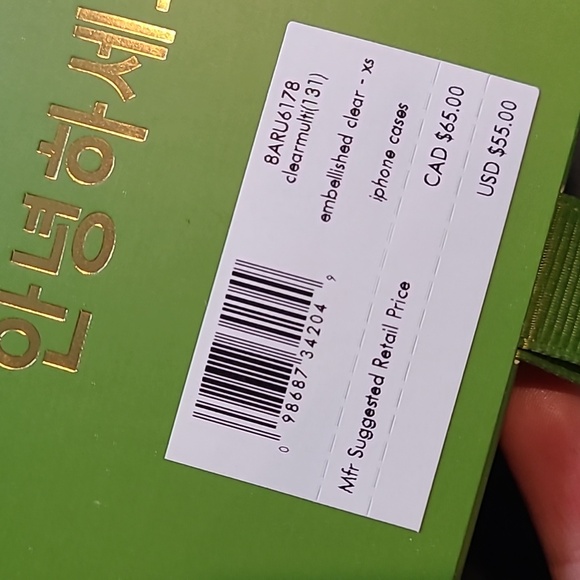 안녕하세
8ARU6178
clearmulti(131)
embellished clear - xs
iphone cases
0 98687 34204 9
Mfr Suggested Retail Price
CAD $65.00
USD $55.00